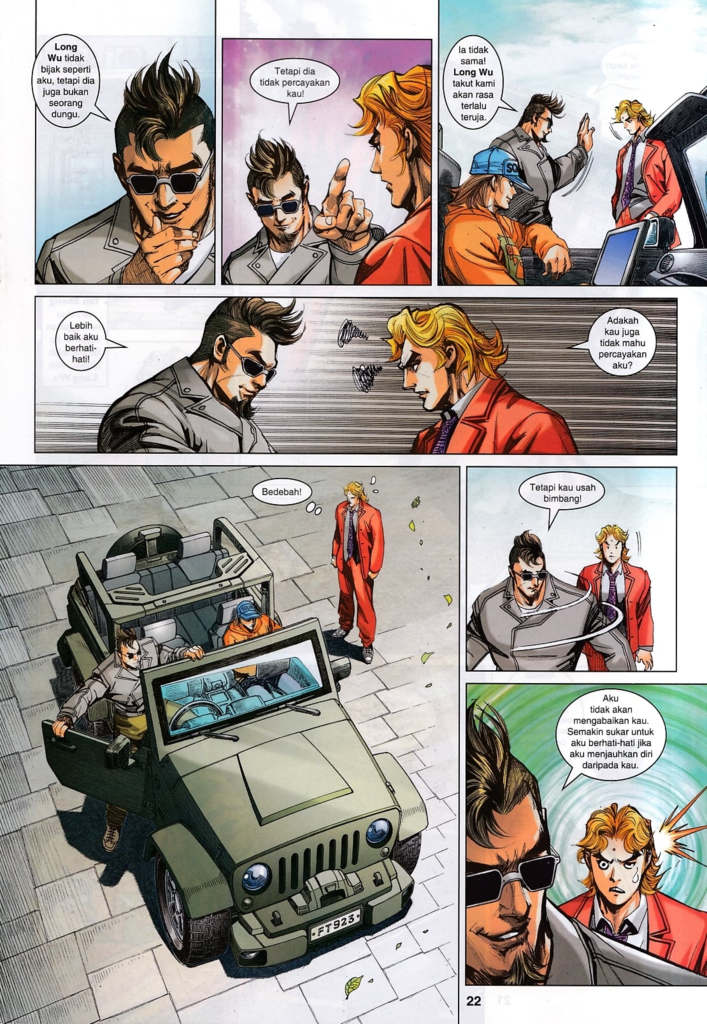 Long
Wu tidak
bijak seperti
aku, tetapi dia
juga bukan
seorang
dungu.
Tetapi dia
tidak percayakan
kau!
Ia tidak
sama!
Long Wu
takut kami
akan rasa
terlalu
teruja.
Lebih
baik aku
berhati-
hati!
Adakah
kau juga
tidak mahu
percayakan
aku?
Bedebah!
FT923
Tetapi kau usah
bimbang!
Aku
tidak akan
mengabaikan kau.
Semakin sukar untuk
aku berhati-hati jika
aku menjauhkan diri
daripada kau.
22